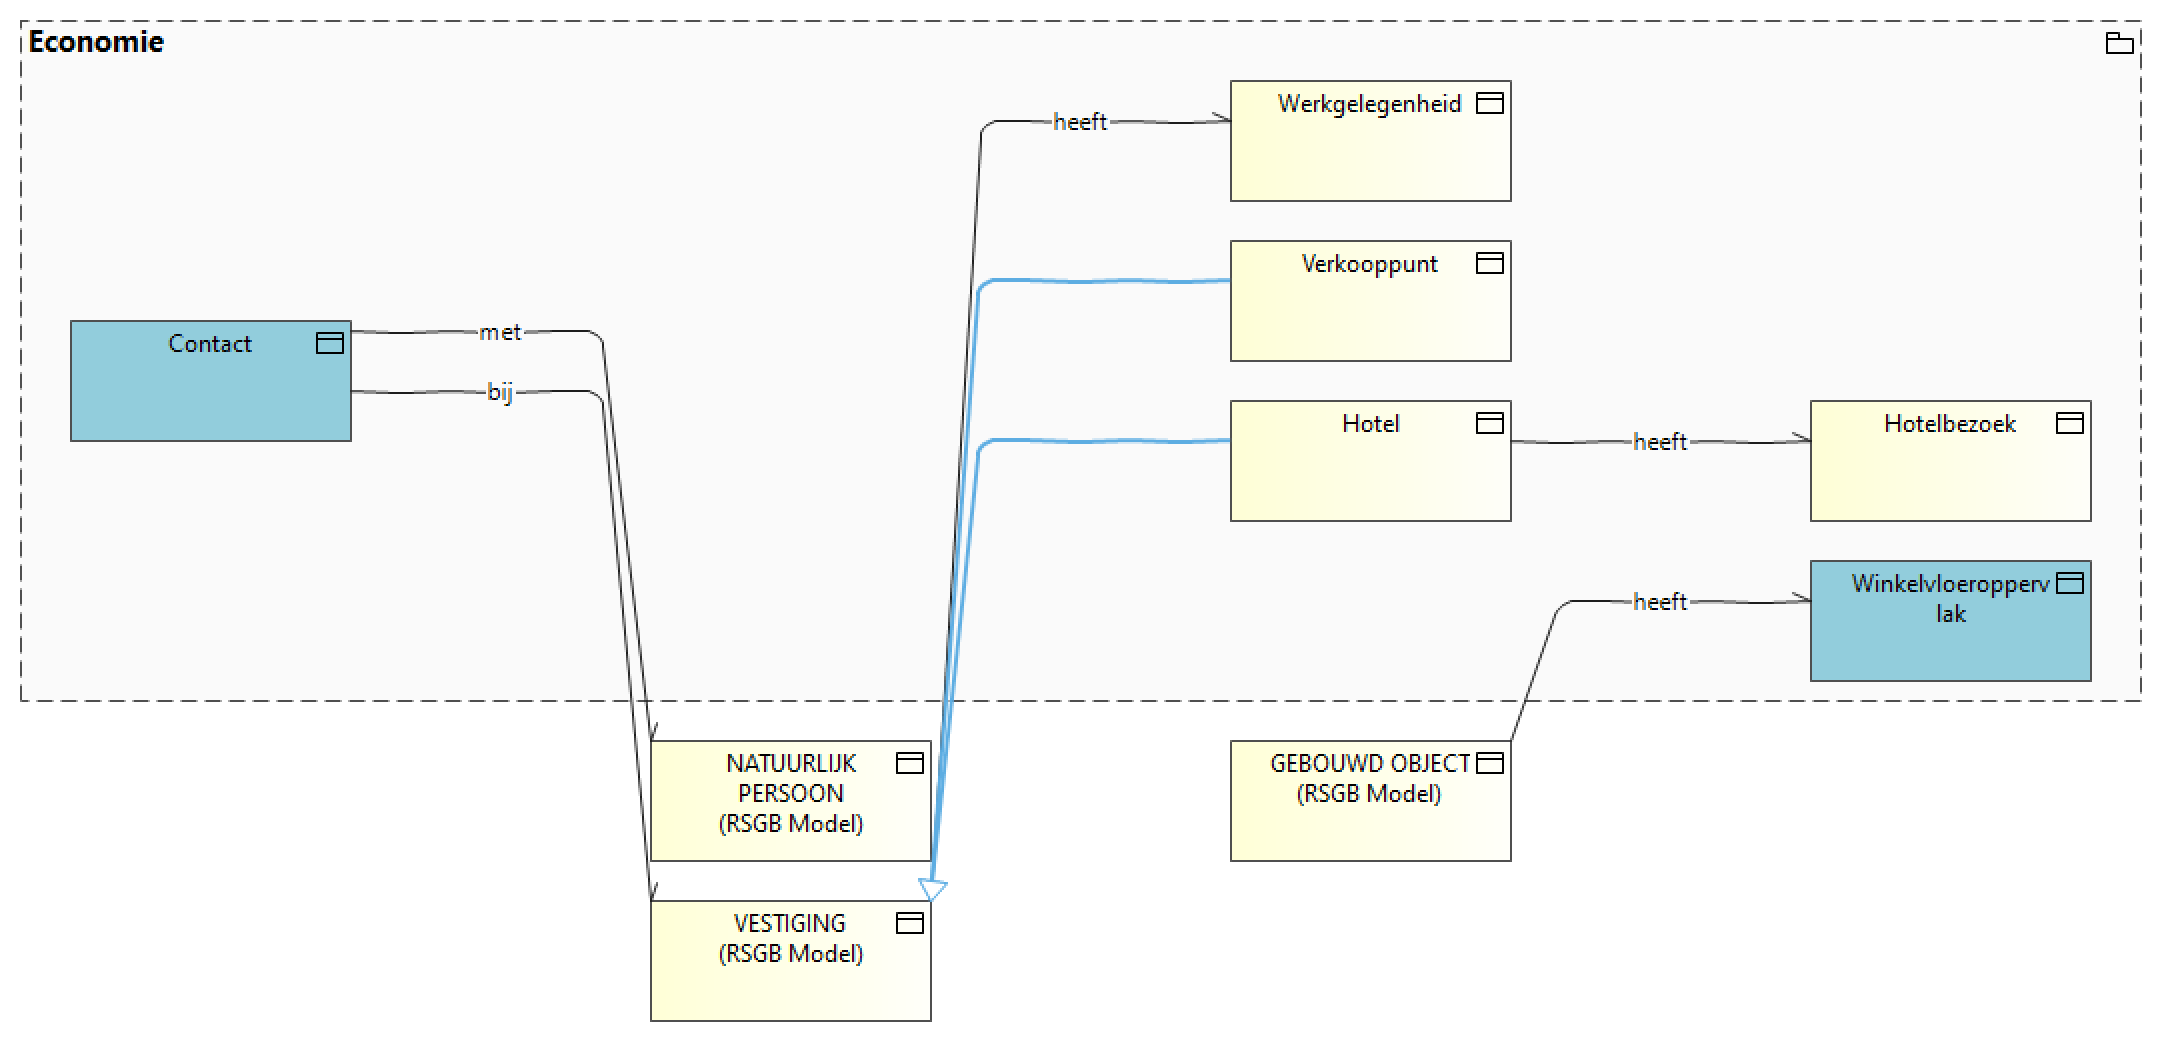 Economie
Werkgelegenheid
heeft
Verkooppunt
Contact
met
bij
Hotel
heeft
Hotelbezoek
heeft
Winkelvloeropperv
lak
NATUURLIJK
PERSOON
(RSGB Model)
GEBOUWD OBJECT
(RSGB Model)
VESTIGING
(RSGB Model)